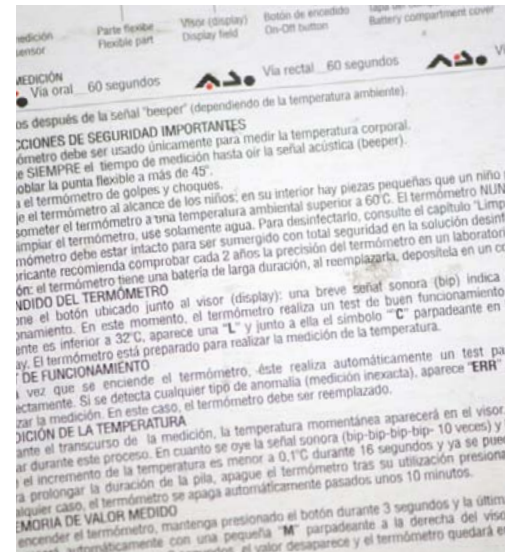 medición Parte flexible Visor (display) Botón de encendido
sensor Flexible part Display field On-Off button Battery compartment cover
MEDICIÓN
Via oral 60 segundos Via rectal 60 segundos
os después de la señal "beeper" (dependiendo de la temperatura ambiente).
CCIONES DE SEGURIDAD IMPORTANTES
ómetro debe ser usado únicamente para medir la temperatura corporal.
e SIEMPRE el tiempo de medición hasta oir la señal acústica (beeper).
oblar la punta flexible a más de 45°.
a el termómetro de golpes y choques.
je el termómetro al alcance de los niños; en su interior hay piezas pequeñas que un niño
someter el termómetro a una temperatura ambiental superior a 60°C. El termómetro NUN
impiar el termómetro, use solamente agua. Para desinfectarlo, consulte el capítulo "Limp
mómetro debe estar intacto para ser sumergido con total seguridad en la solución desinf
ricante recomienda comprobar cada 2 años la precisión del termómetro en un laboratori
ón: el termómetro tiene una batería de larga duración, al reemplazarla, depositela en un co
NDIDO DEL TERMÓMETRO
one el botón ubicado junto al visor (display): una breve señal sonora (bip) indica
onamiento. En este momento, el termómetro realiza un test de buen funcionamiento
ente es inferior a 32°C, aparece una "L" y junto a ella el símbolo "°C" parpadeante en
ay. El termómetro está preparado para realizar la medición de la temperatura.
DE FUNCIONAMIENTO
vez que se enciende el termómetro, éste realiza automáticamente un test pa
ectamente. Si se detecta cualquier tipo de anomalía (medición inexacta), aparece "ERR"
zar la medición. En este caso, el termómetro debe ser reemplazado.
DICIÓN DE LA TEMPERATURA
ante el transcurso de la medición, la temperatura momentánea aparecerá en el visor
ar durante este proceso. En cuanto se oye la señal sonora (bip-bip-bip-bip- 10 veces) y
el incremento de la temperatura es menor a 0,1°C durante 16 segundos y ya se pue
a prolongar la duración de la pila, apague el termómetro tras su utilización presiona
alquier caso, el termómetro se apaga automáticamente pasados unos 10 minutos.
EMORIA DE VALOR MEDIDO
encender el termómetro, mantenga presionado el botón durante 3 segundos y la últim
automáticamente con una pequeña "M" parpadeante a la derecha del viso
el valor desaparece y el termómetro quedará en